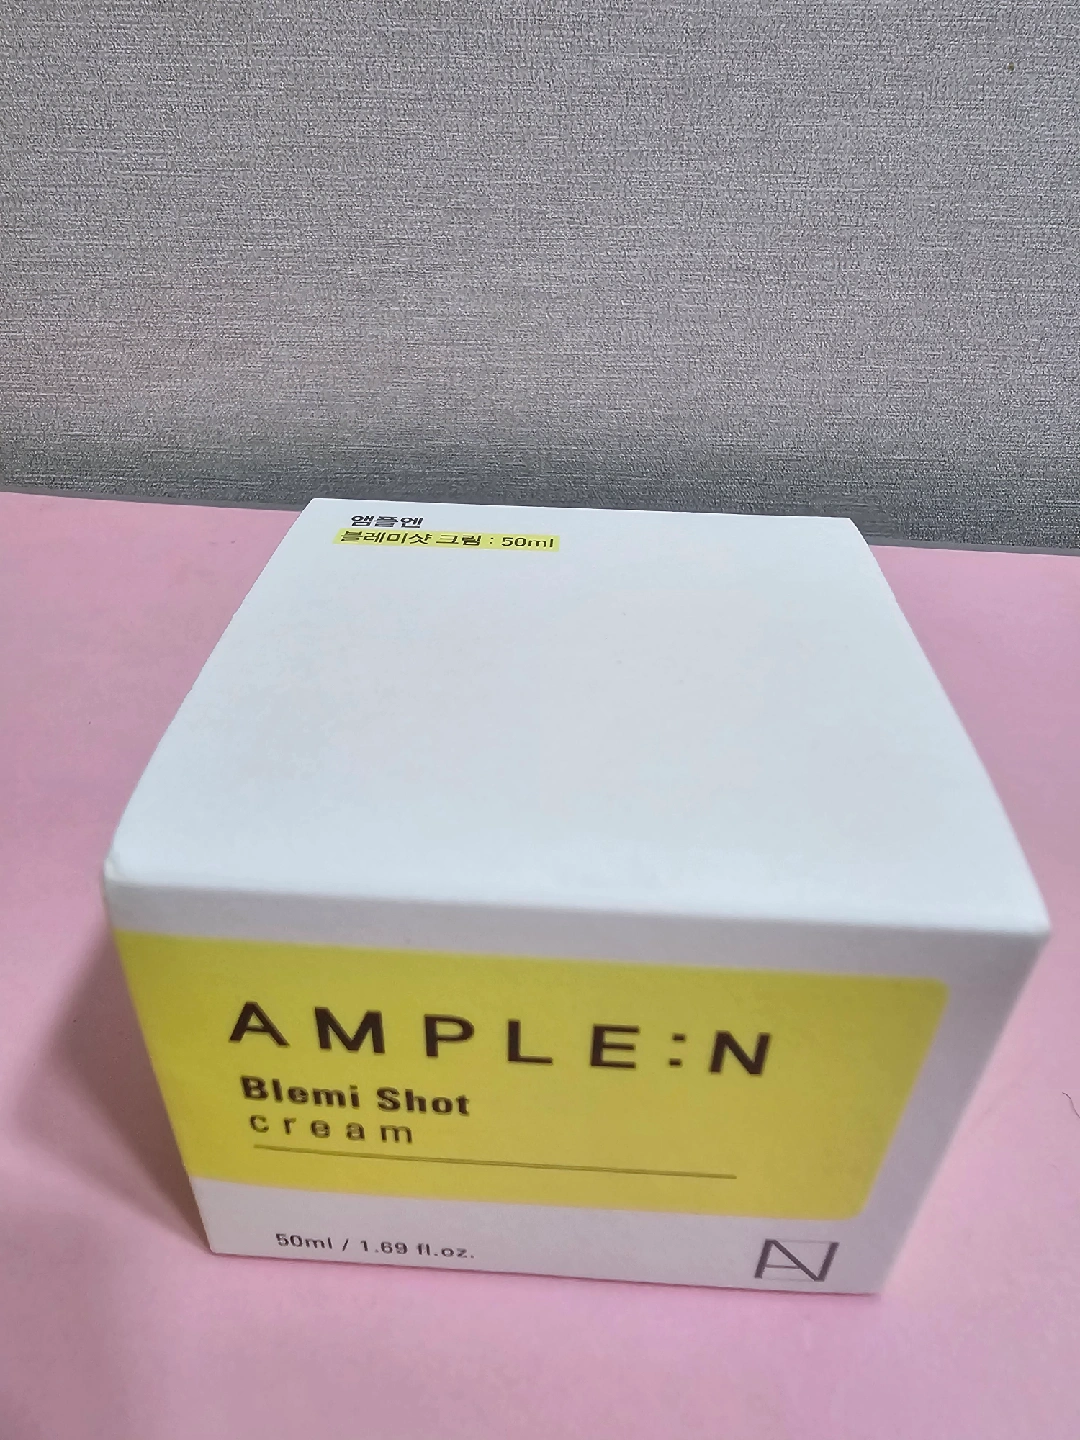 앰플엔
블레미샷 크림 : 50ml
AMPLE:N
Blemi Shot
cream
50ml / 1.69 fl.oz.